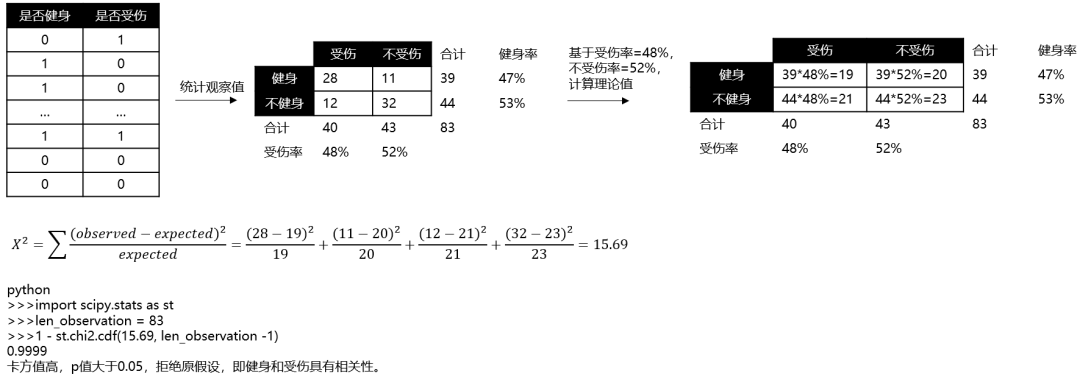 是否健身 是否受伤
0 1
1 0
1 0
... ...
1 1
0 0
0 0
统计观察值
受伤 不受伤 合计 健身率
健身 28 11 39 47%
不健身 12 32 44 53%
合计 40 43 83
受伤率 48% 52%
基于受伤率=48%,
不受伤率=52%,
计算理论值
受伤 不受伤 合计 健身率
健身 39*48%=19 39*52%=20 39 47%
不健身 44*48%=21 44*52%=23 44 53%
合计 40 43 83
受伤率 48% 52%
X² = ∑ (observed − expected)² / expected = (28 − 19)² / 19 + (11 − 20)² / 20 + (12 − 21)² / 21 + (32 − 23)² / 23 = 15.69
python
>>>import scipy.stats as st
>>>len_observation = 83
>>>1 - st.chi2.cdf(15.69, len_observation -1)
0.9999
卡方值高，p值大于0.05，拒绝原假设，即健身和受伤具有相关性。